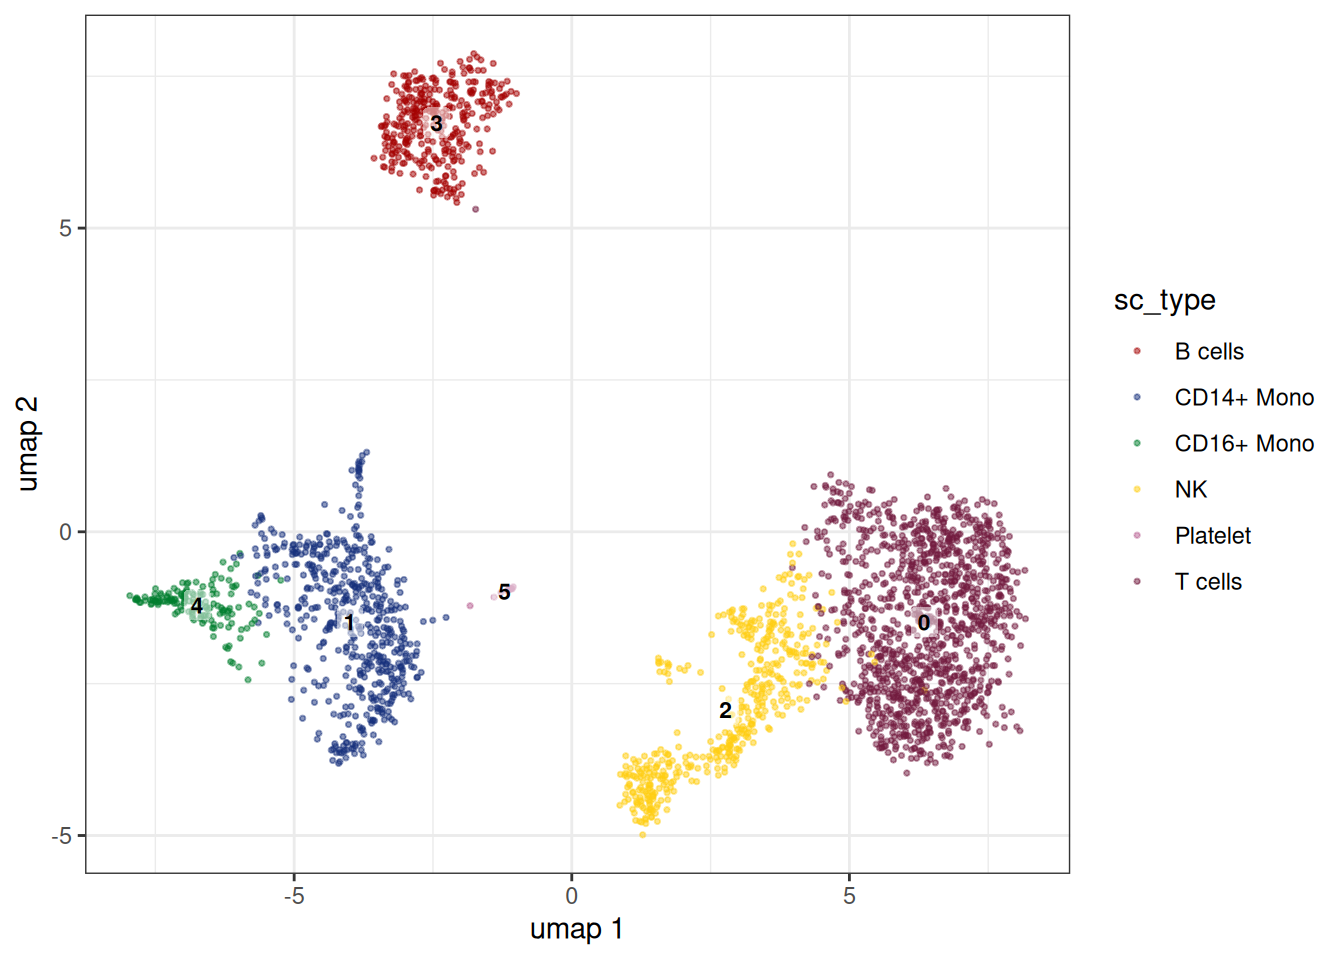 3
5
0
-5
umap 2
4
1
5
2
0
-5
0
5
umap 1
sc_type
B cells
CD14+ Mono
CD16+ Mono
NK
Platelet
T cells